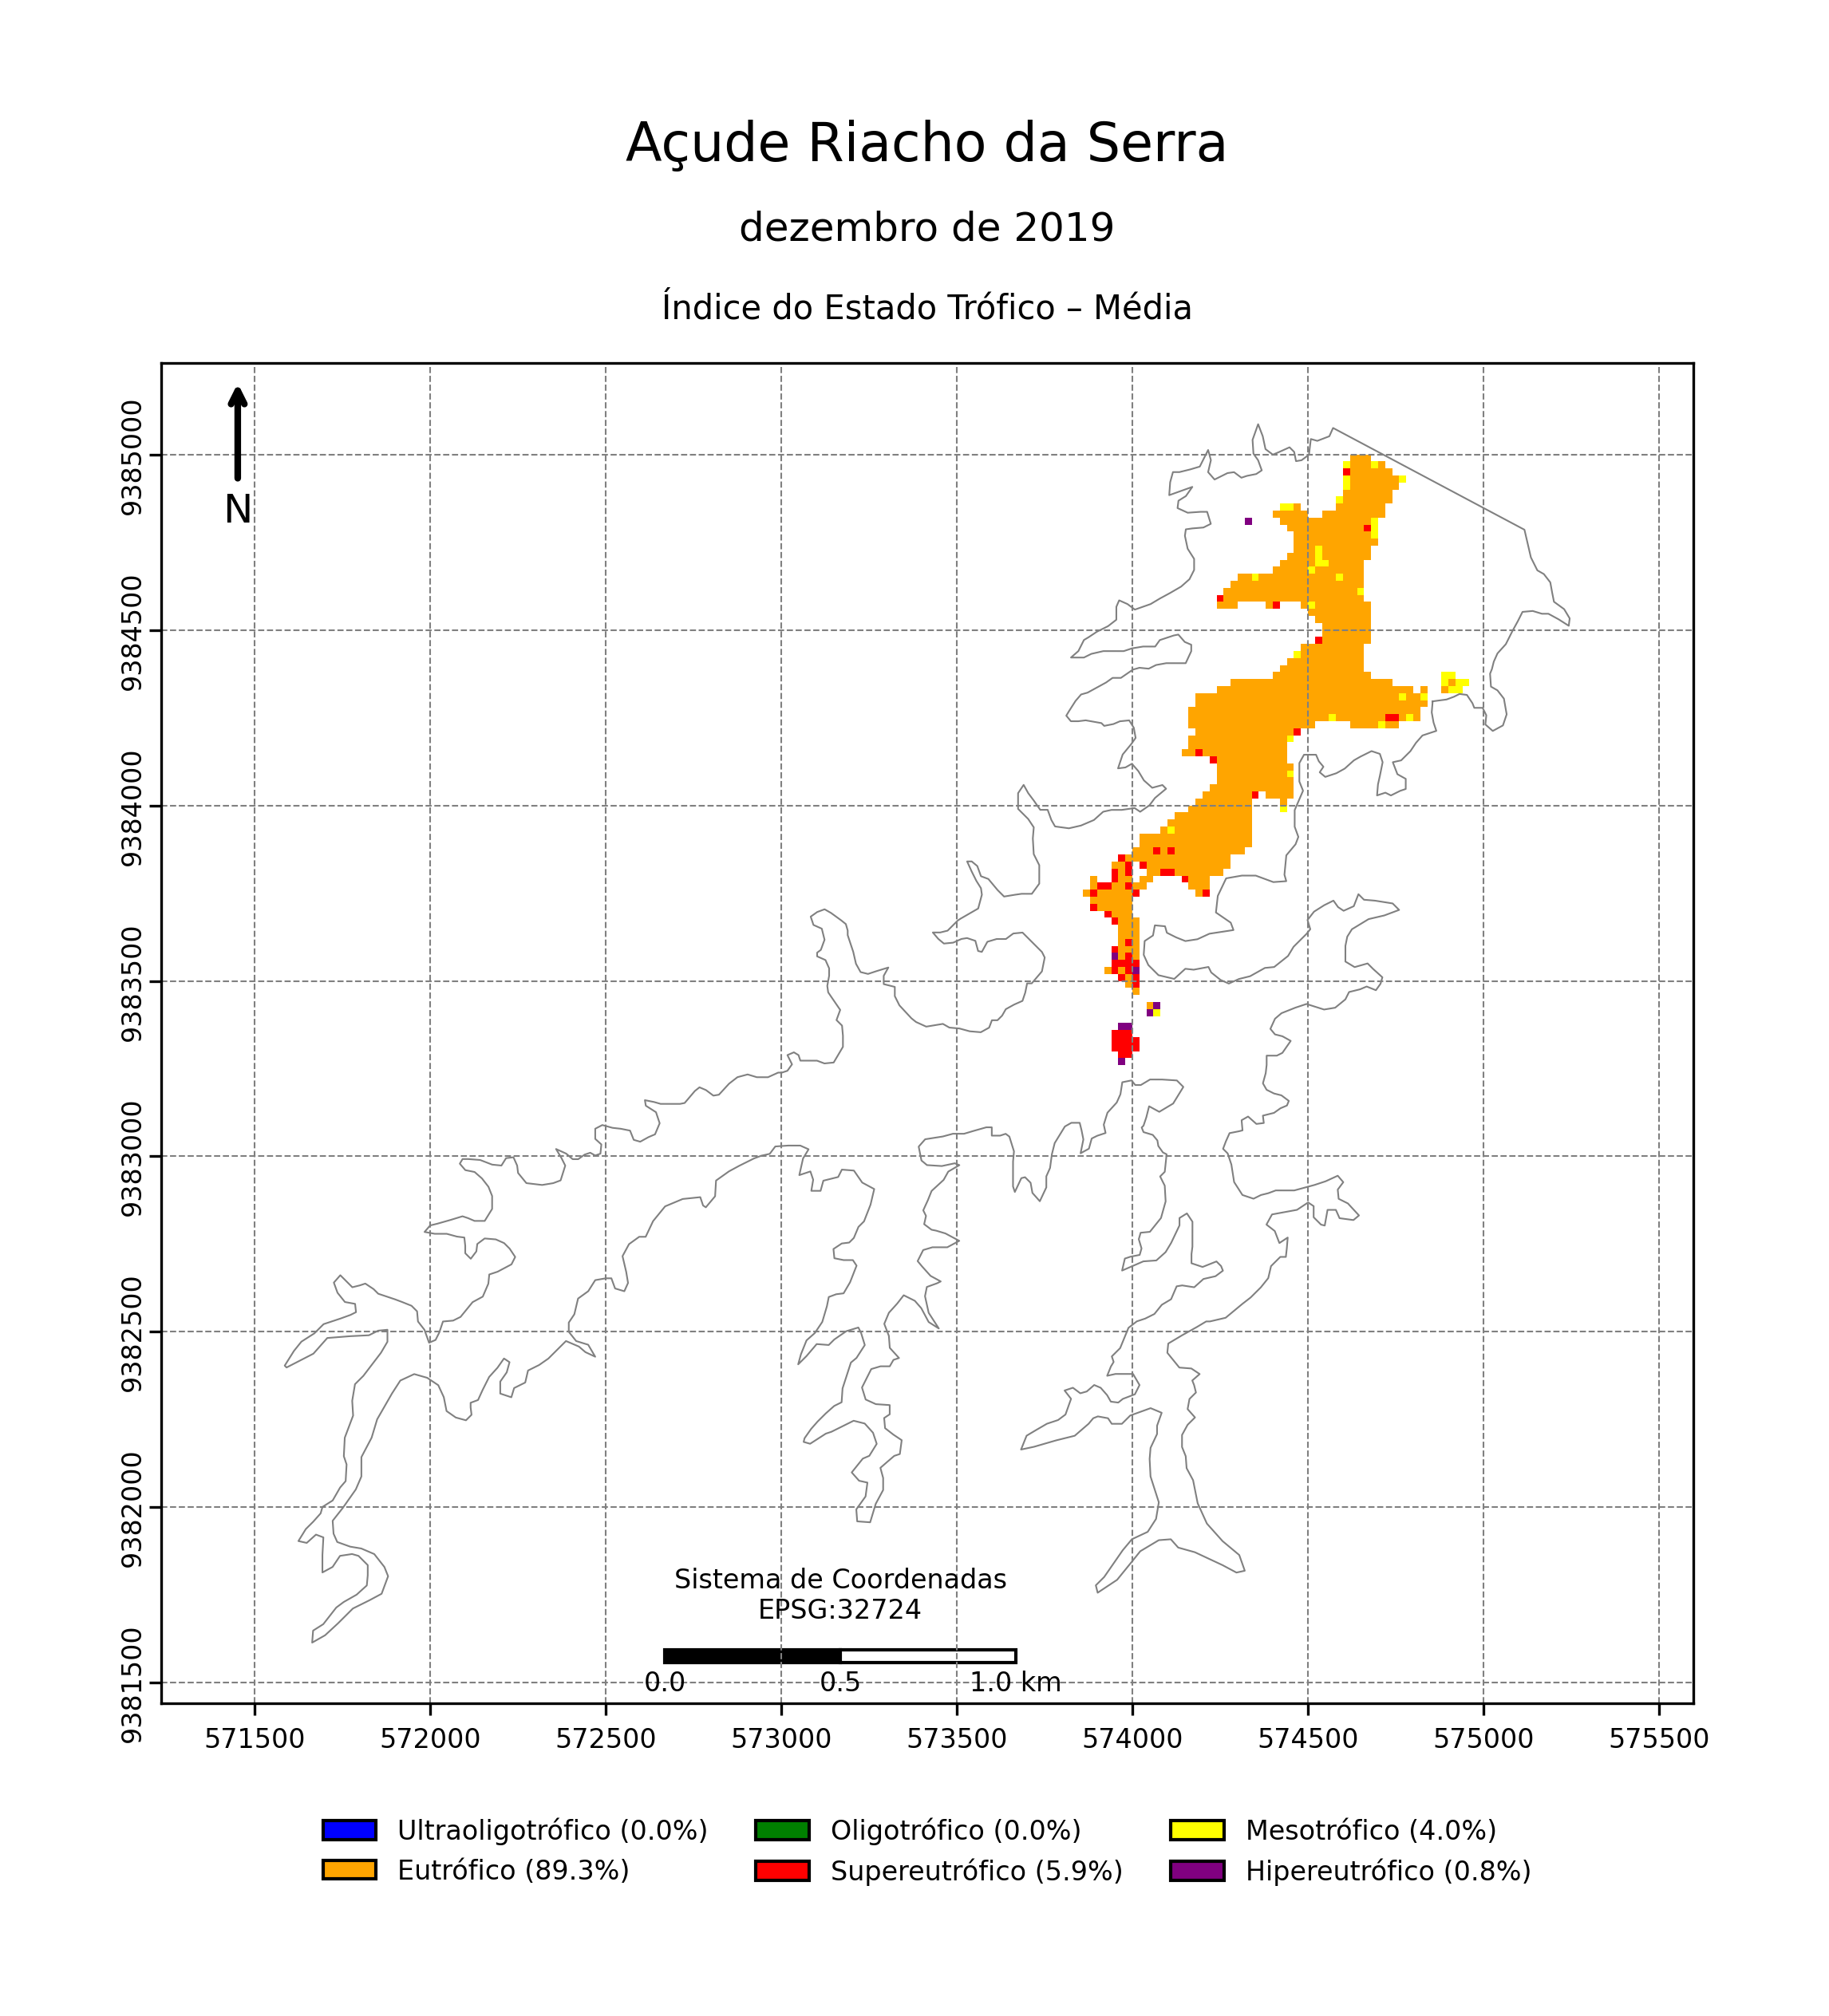 Açude Riacho da Serra
dezembro de 2019
Índice do Estado Trófico – Média
N
9385000
9384500
9384000
9383500
9383000
9382500
9382000
9381500
Sistema de Coordenadas
EPSG:32724
0.0 0.5 1.0 km
571500 572000 572500 573000 573500 574000 574500 575000 575500
Ultraoligotrófico (0.0%) Oligotrófico (0.0%) Mesotrófico (4.0%)
Eutrófico (89.3%) Supereutrófico (5.9%) Hipereutrófico (0.8%)